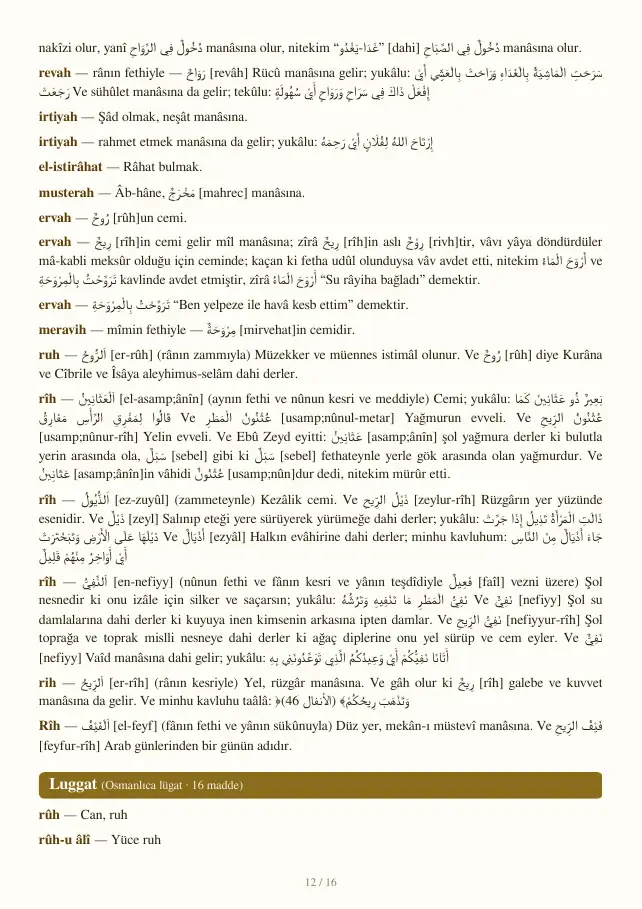 nakîzi olur, yanî دُخُولٌ فِي الرَّوَاحِ manâsına olur, nitekim “غَدَا-يَغْدُو” [dahi] دُخُولٌ فِي الصَّبَاحِ manâsına olur.
revah — rânın fethiyle — رَوَاحٌ [revâh] Rücû manâsına gelir; yukâlu: سَرَحَتِ الْمَاشِيَةُ بِالْغَدَاءِ وَرَاحَتْ بِالْعَشِّي أَيْ
رَجَعَتْ Ve sühûlet manâsına da gelir; tekûlu: إِفْعَلْ ذَاكَ فِي سَرَاحٍ وَرَوَاحٍ أَيْ سُهُولَةٍ
irtiyah — Şâd olmak, neşât manâsına.
irtiyah — rahmet etmek manâsına da gelir; yukâlu: إِرْتَاحَ اللهُ لِفُلَانٍ أَيْ رَحِمَهُ
el-istirâhat — Râhat bulmak.
musterah — Âb-hâne, مَخْرَجٌ [mahrec] manâsına.
ervah — رُوحٌ [rûh]un cemi.
ervah — رِيحٌ [rîh]in cemi gelir mîl manâsına; zîrâ رِيحٌ [rîh]in aslı رِوْحٌ [rivh]tir, vâvı yâya döndürdüler
mâ-kabli meksûr olduğu için ceminde; kaçan ki fetha udûl olunduysa vâv avdet etti, nitekim أَرْوَحَ الْمَاءُ ve
تَرَوَّحْتُ بِالْمِرْوَحَةِ kavlinde avdet etmiştir, zîrâ أَرْوَحَ الْمَاءُ “Su râyiha bağladı” demektir.
ervah — تَرَوَّحْتُ بِالْمِرْوَحَةِ “Ben yelpeze ile havâ kesb ettim” demektir.
meravih — mîmin fethiyle — مِرْوَحَةٌ [mirvehat]in cemidir.
ruh — اَلرُّوحُ [er-rûh] (rânın zammıyla) Müzekker ve müennes istimâl olunur. Ve رُوحٌ [rûh] diye Kurâna
ve Cîbrile ve Îsâya aleyhimus-selâm dahi derler.
rîh — اَلْعَثَانِينُ [el-asamp;ânîn] (aynın fethi ve nûnun kesri ve meddiyle) Cemi; yukâlu: بَعِيرٌ ذُو عَثَانِينَ كَمَا
قَالُوا لِمَفْرِقِ الرَّأْسِ مَفَارِقُ Ve عُثْنُونُ الْمَطَرِ [usamp;nûnul-metar] Yağmurun evveli. Ve عُثْنُونُ الرِّيحِ
[usamp;nûnur-rîh] Yelin evveli. Ve Ebû Zeyd eyitti: عَثَانِينُ [asamp;ânîn] şol yağmura derler ki bulutla
yerin arasında ola, سَبَلٌ [sebel] gibi ki سَبَلٌ [sebel] fethateynle yerle gök arasında olan yağmurdur. Ve
عَثَانِينُ [asamp;ânîn]in vâhidi عُثْنُونٌ [usamp;nûn]dur dedi, nitekim mürûr etti.
rîh — اَلذُّيُولُ [ez-zuyûl] (zammeteynle) Kezâlik cemi. Ve ذَيْلُ الرِّيحِ [zeylur-rîh] Rüzgârın yer yüzünde
esenidir. Ve ذَيْلٌ [zeyl] Salınıp eteği yere sürüyerek yürümeğe dahi derler; yukâlu: ذَالَتِ الْمَرْأَةُ تَذِيلُ إِذَا جَرَّتْ
ذَيْلَهَا عَلَى الْأَرْضِ وَتَبَخْتَرَتْ Ve أَذْيَالٌ [ezyâl] Halkın evâhirine dahi derler; minhu kavluhum: جَاءَ أَذْيَالٌ مِنَ النَّاسِ
أَيْ أَوَاخِرُ مِنْهُمْ قَلِيلٌ
rîh — اَلنَّفِيُّ [en-nefiyy] (nûnun fethi ve fânın kesri ve yânın teşdîdiyle فَعِيلٌ [faîl] vezni üzere) Şol
nesnedir ki onu izâle için silker ve saçarsın; yukâlu: نَفِيُّ الْمَطَرِ مَا تَنْفِيهِ وَتَرُشُّهُ Ve نَفِيٌّ [nefiyy] Şol su
damlalarına dahi derler ki kuyuya inen kimsenin arkasına ipten damlar. Ve نَفِيُّ الرِّيحِ [nefiyyur-rîh] Şol
toprağa ve toprak mislli nesneye dahi derler ki ağaç diplerine onu yel sürüp ve cem eyler. Ve نَفِيٌّ
[nefiyy] Vaîd manâsına dahi gelir; yukâlu: أَتَانَا نَفِيُّكُمْ أَيْ وَعِيدُكُمُ الَّذِي تَوَعَّدُونَنِي بِهِ
rih — اَلرِّيحُ [er-rîh] (rânın kesriyle) Yel, rüzgâr manâsına. Ve gâh olur ki رِيحٌ [rîh] galebe ve kuvvet
manâsına da gelir. Ve minhu kavluhu taâlâ: ﴿وَتَذْهَبَ رِيحُكُمْ﴾ (الأنفال 46)
Rîh — اَلْفَيْفُ [el-feyf] (fânın fethi ve yânın sükûnuyla) Düz yer, mekân-ı müstevî manâsına. Ve فَيْفُ الرِّيحِ
[feyfur-rîh] Arab günlerinden bir günün adıdır.
Luggat (Osmanlıca lügat · 16 madde)
rûh — Can, ruh
rûh-u âlî — Yüce ruh
12 / 16